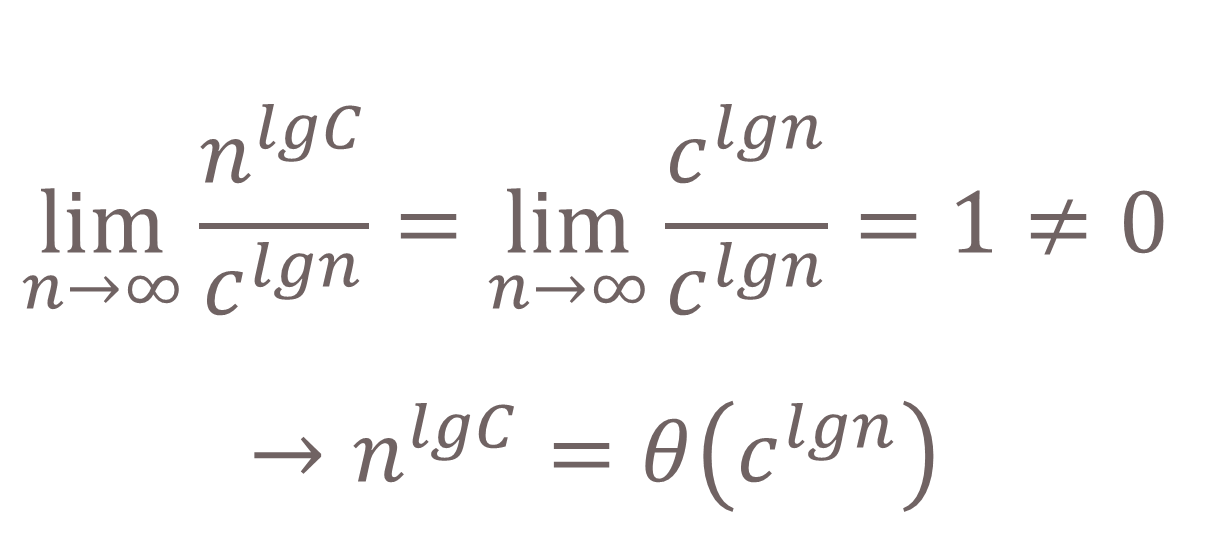 lim_{n→∞} n^{lgC} / c^{lgn} = lim_{n→∞} c^{lgn} / c^{lgn} = 1 ≠ 0
→ n^{lgC} = θ(c^{lgn})